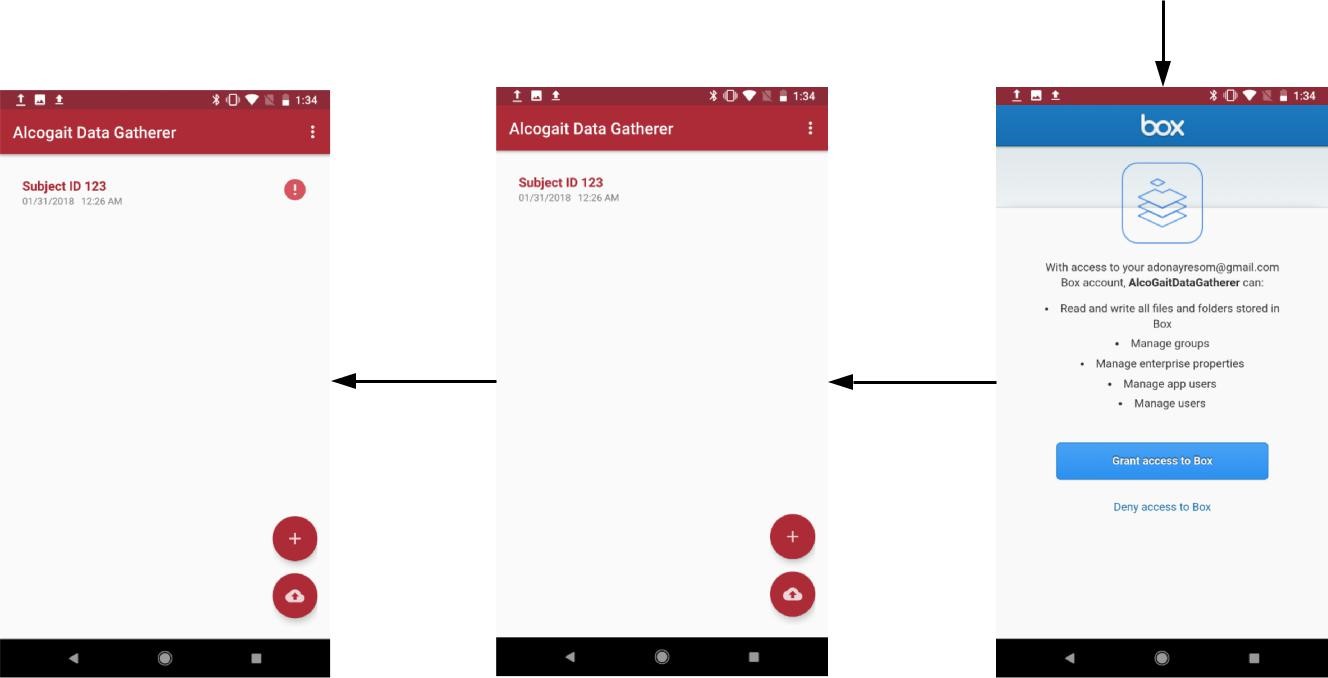 1:34
Alcogait Data Gatherer
Subject ID 123
01/31/2018 12:26 AM
!
+
1:34
Alcogait Data Gatherer
Subject ID 123
01/31/2018 12:26 AM
+
1:34
box
With access to your adonayresom@gmail.com
Box account, AlcoGaitDataGatherer can:
• Read and write all files and folders stored in
Box
• Manage groups
• Manage enterprise properties
• Manage app users
• Manage users
Grant access to Box
Deny access to Box